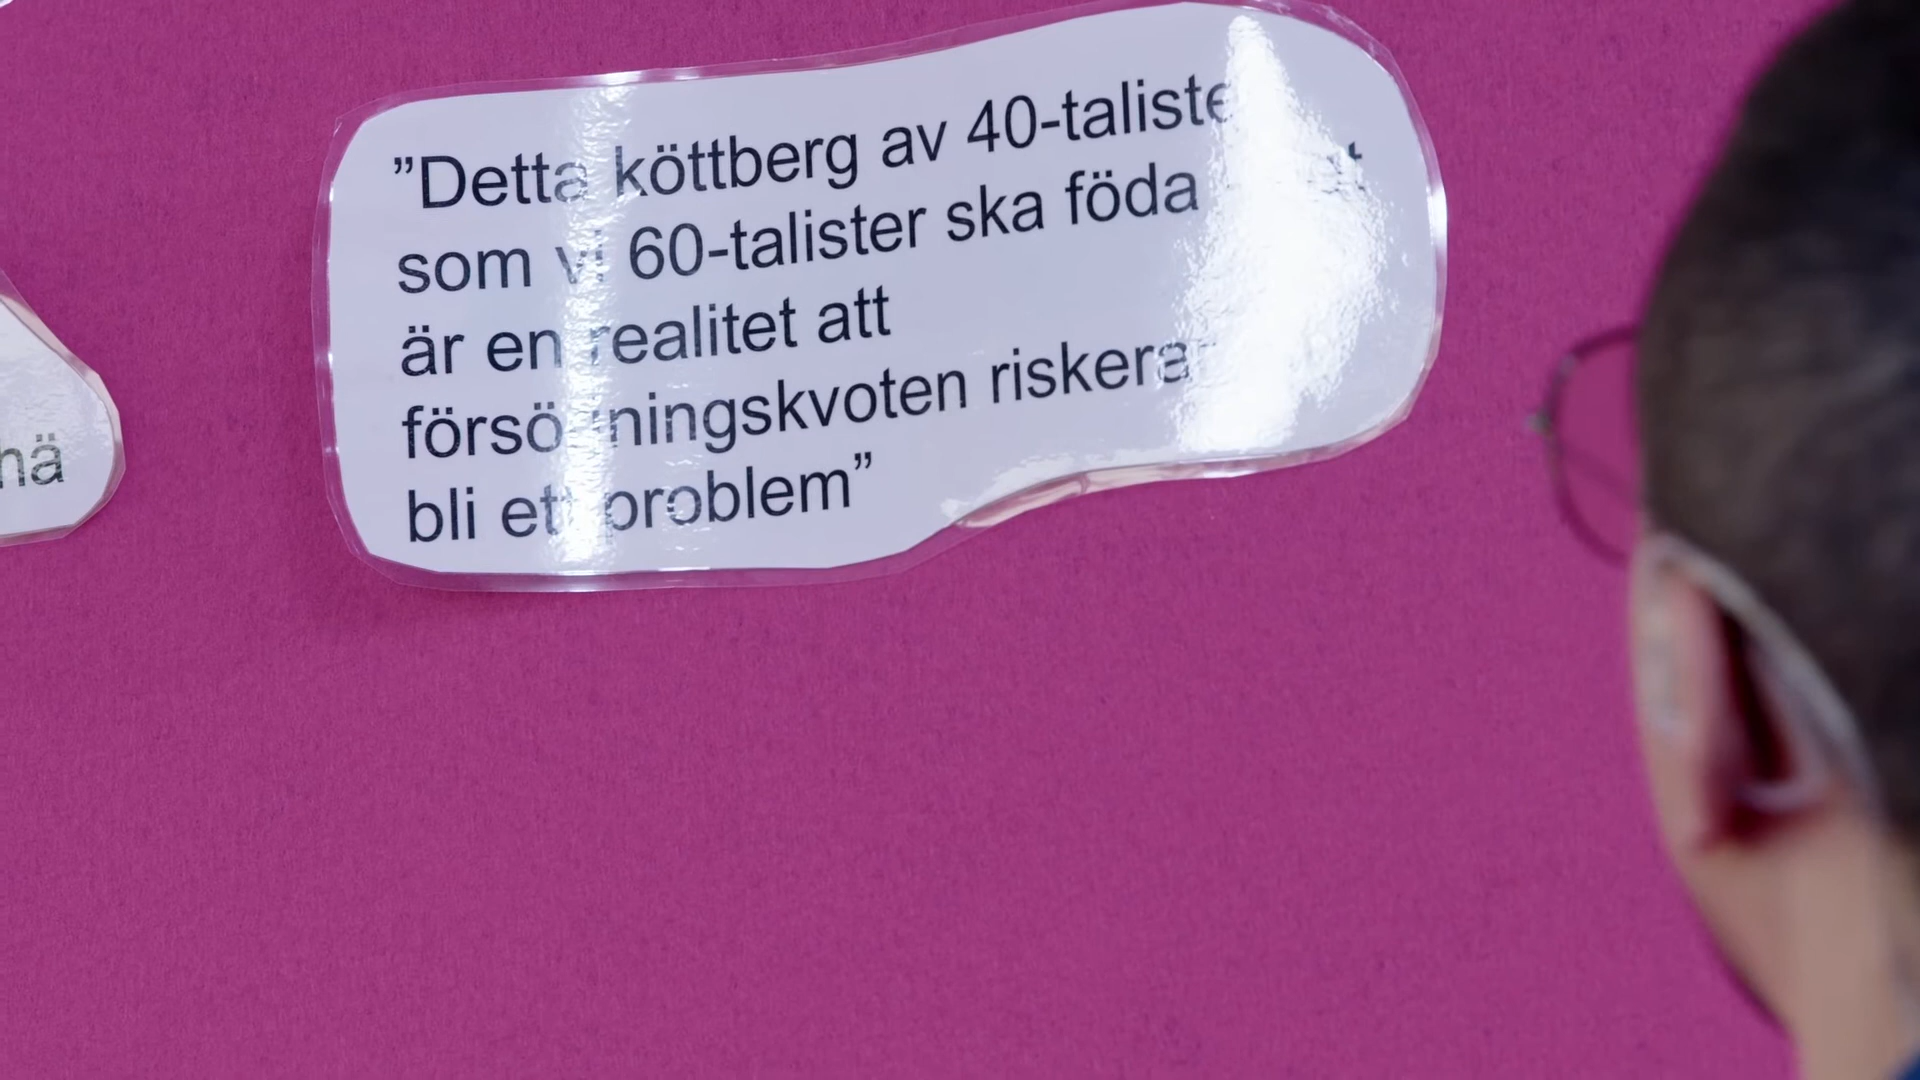 ”Detta köttberg av 40-taliste
som vi 60-talister ska föda
är en realitet att
försörjningskvoten riskerar
bli ett problem”
hä